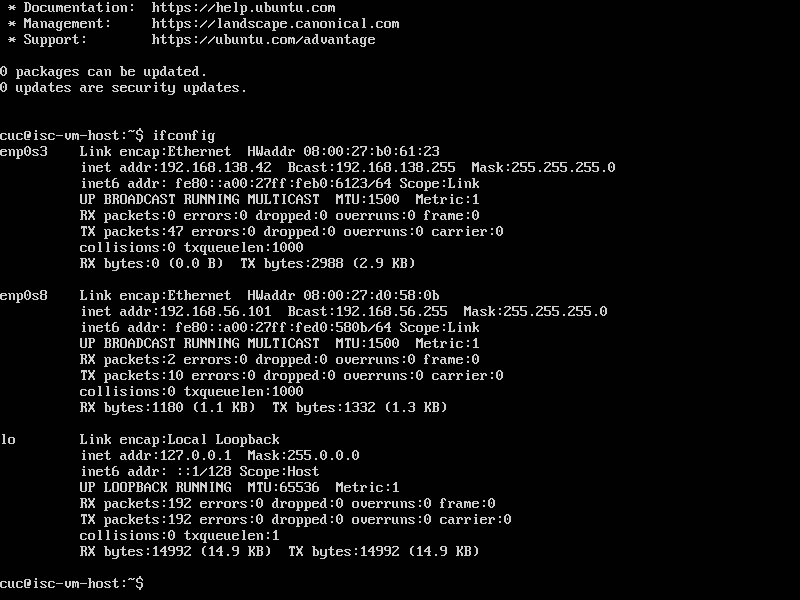 * Documentation:  https://help.ubuntu.com
 * Management:     https://landscape.canonical.com
 * Support:        https://ubuntu.com/advantage

0 packages can be updated.
0 updates are security updates.


cuc@isc-vm-host:~$ ifconfig
enp0s3    Link encap:Ethernet  HWaddr 08:00:27:b0:61:23
          inet addr:192.168.138.42  Bcast:192.168.138.255  Mask:255.255.255.0
          inet6 addr: fe80::a00:27ff:feb0:6123/64 Scope:Link
          UP BROADCAST RUNNING MULTICAST  MTU:1500  Metric:1
          RX packets:0 errors:0 dropped:0 overruns:0 frame:0
          TX packets:47 errors:0 dropped:0 overruns:0 carrier:0
          collisions:0 txqueuelen:1000
          RX bytes:0 (0.0 B)  TX bytes:2988 (2.9 KB)

enp0s8    Link encap:Ethernet  HWaddr 08:00:27:d0:58:0b
          inet addr:192.168.56.101  Bcast:192.168.56.255  Mask:255.255.255.0
          inet6 addr: fe80::a00:27ff:fed0:580b/64 Scope:Link
          UP BROADCAST RUNNING MULTICAST  MTU:1500  Metric:1
          RX packets:2 errors:0 dropped:0 overruns:0 frame:0
          TX packets:10 errors:0 dropped:0 overruns:0 carrier:0
          collisions:0 txqueuelen:1000
          RX bytes:1180 (1.1 KB)  TX bytes:1332 (1.3 KB)

lo        Link encap:Local Loopback
          inet addr:127.0.0.1  Mask:255.0.0.0
          inet6 addr: ::1/128 Scope:Host
          UP LOOPBACK RUNNING  MTU:65536  Metric:1
          RX packets:192 errors:0 dropped:0 overruns:0 frame:0
          TX packets:192 errors:0 dropped:0 overruns:0 carrier:0
          collisions:0 txqueuelen:1
          RX bytes:14992 (14.9 KB)  TX bytes:14992 (14.9 KB)

cuc@isc-vm-host:~$